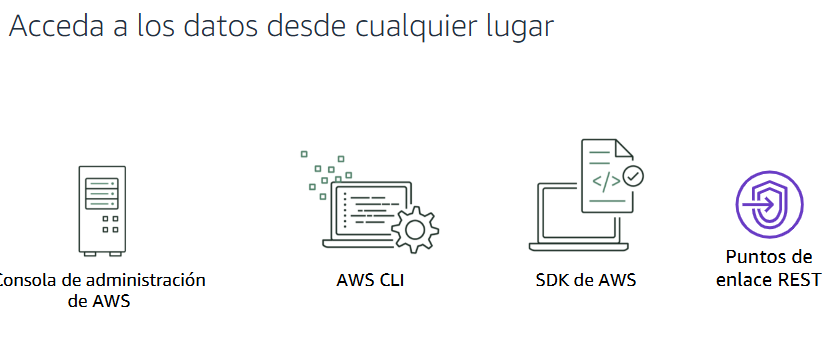 Acceda a los datos desde cualquier lugar
</>
Consola de administración
de AWS
AWS CLI
SDK de AWS
Puntos de
enlace REST